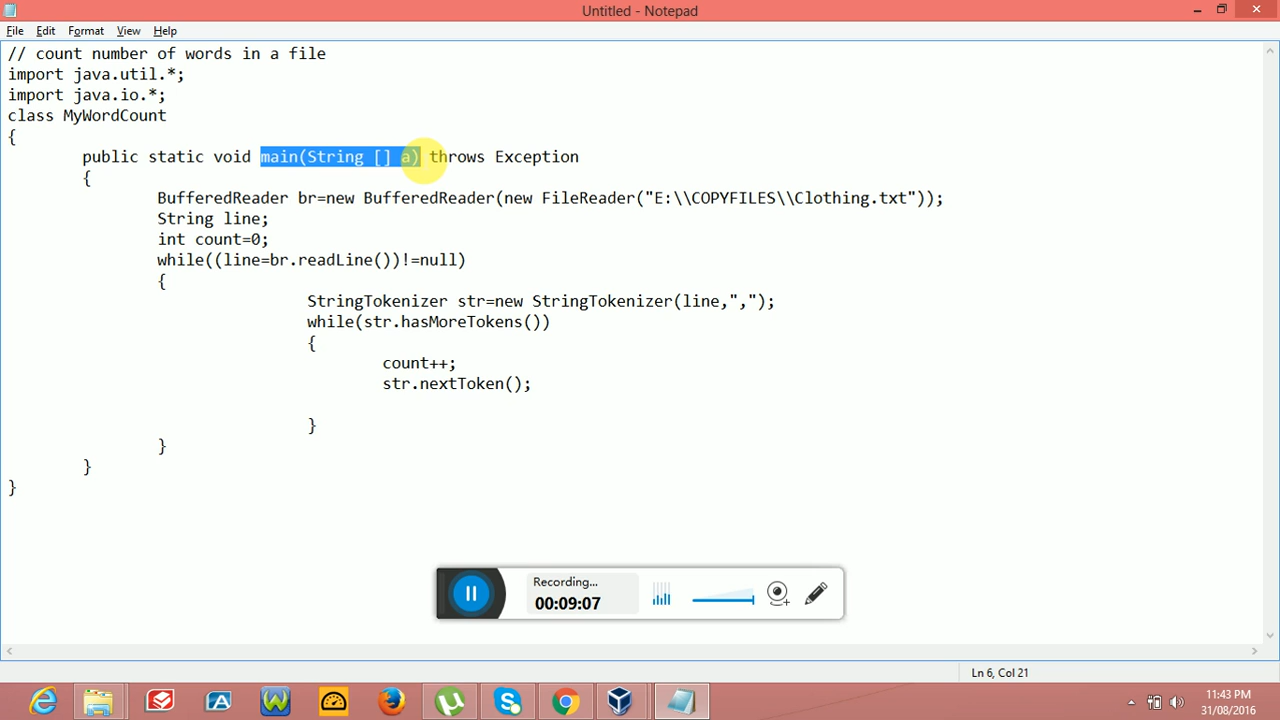 Untitled - Notepad
File Edit Format View Help
// count number of words in a file
import java.util.*;
import java.io.*;
class MyWordCount
{
public static void main(String [] a) throws Exception
{
BufferedReader br=new BufferedReader(new FileReader("E:\\COPYFILES\\Clothing.txt"));
String line;
int count=0;
while((line=br.readLine())!=null)
{
StringTokenizer str=new StringTokenizer(line,",");
while(str.hasMoreTokens())
{
count++;
str.nextToken();
}
}
}
}
Recording...
00:09:07
Ln 6, Col 21
11:43 PM
31/08/2016